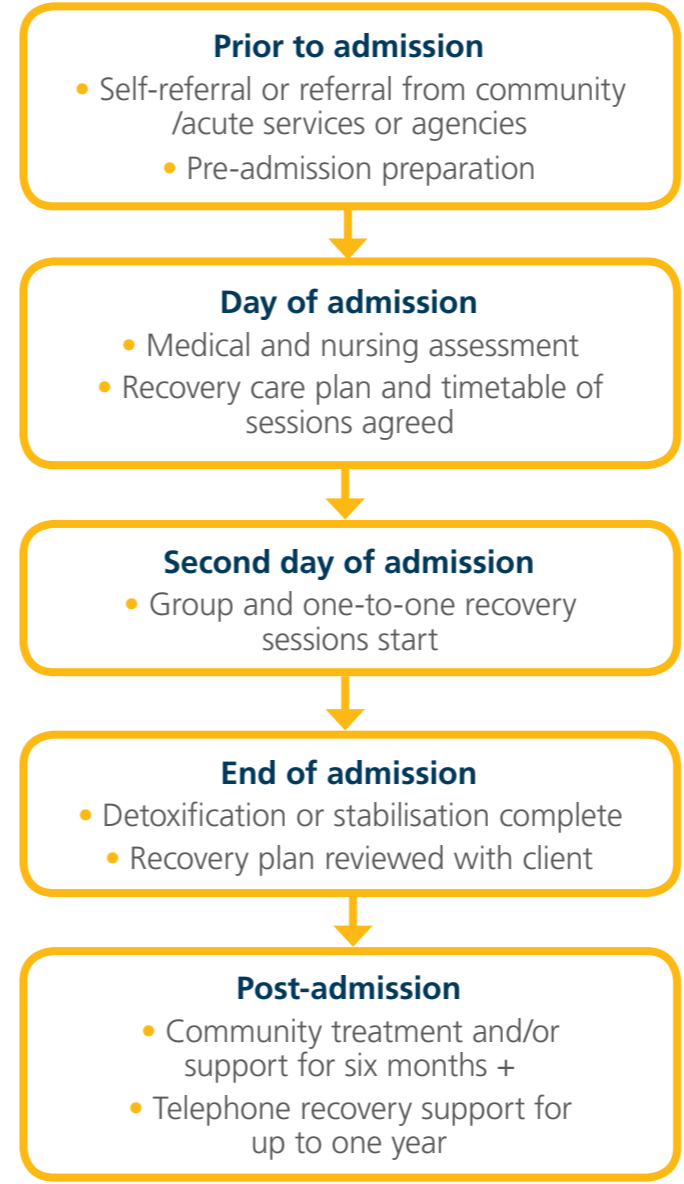 Prior to admission
• Self-referral or referral from community
/acute services or agencies
• Pre-admission preparation
Day of admission
• Medical and nursing assessment
• Recovery care plan and timetable of
sessions agreed
Second day of admission
• Group and one-to-one recovery
sessions start
End of admission
• Detoxification or stabilisation complete
• Recovery plan reviewed with client
Post-admission
• Community treatment and/or
support for six months +
• Telephone recovery support for
up to one year